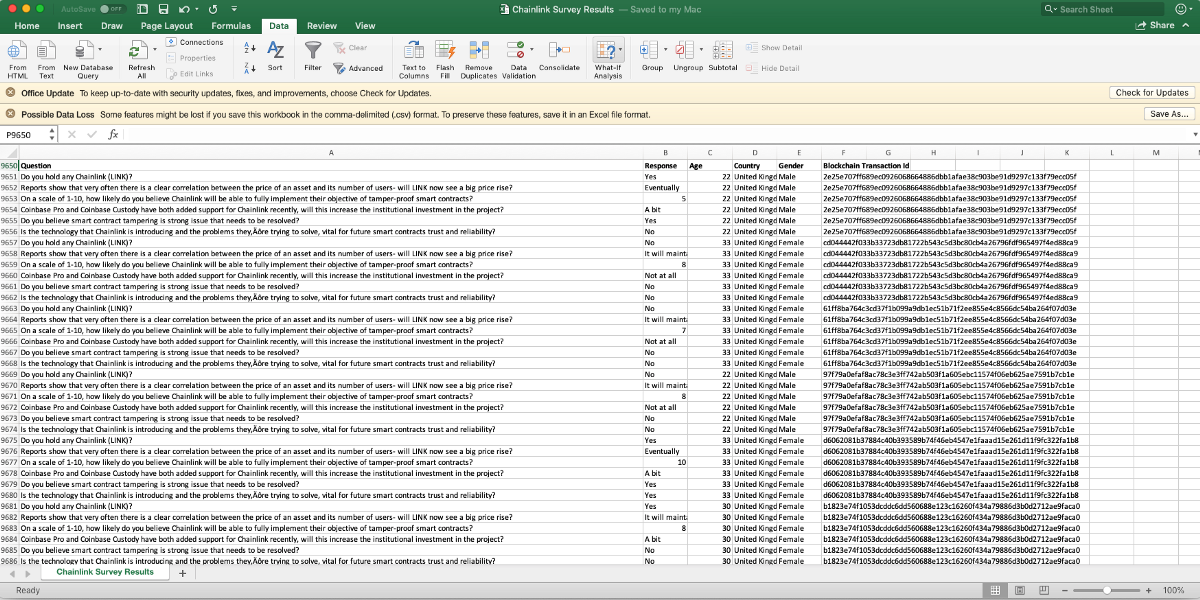 AutoSave OFF Chainlink Survey Results — Saved to my Mac Search Sheet
Home Insert Draw Page Layout Formulas Data Review View Share
From HTML From Text New Database Query Refresh All Connections Properties Edit Links Sort Filter Clear Advanced Text to Columns Flash Fill Remove Duplicates Data Validation Consolidate What-If Analysis Group Ungroup Subtotal Show Detail Hide Detail
Office Update To keep up-to-date with security updates, fixes, and improvements, choose Check for Updates. Check for Updates
Possible Data Loss Some features might be lost if you save this workbook in the comma-delimited (.csv) format. To preserve these features, save it in an Excel file format. Save As...
P9650 fx
A B C D E F G H I J K L M
9650 Question Response Age Country Gender Blockchain Transaction Id
9651 Do you hold any Chainlink (LINK)? Yes 22 United Kingd Male
9652 Reports show that very often there is a clear correlation between the price of an asset and its number of users- will LINK now see a big price rise? Eventually 22 United Kingd Male
9653 On a scale of 1-10, how likely do you believe Chainlink will be able to fully implement their objective of tamper-proof smart contracts? 5 22 United Kingd Male
9654 Coinbase Pro and Coinbase Custody have both added support for Chainlink recently, will this increase the institutional investment in the project? A bit 22 United Kingd Male
9655 Do you believe smart contract tampering is strong issue that needs to be resolved? Yes 22 United Kingd Male
9656 Is the technology that Chainlink is introducing and the problems they‚Äôre trying to solve, vital for future smart contracts trust and reliability? No 22 United Kingd Male
9657 Do you hold any Chainlink (LINK)? No 33 United Kingd Female
9658 Reports show that very often there is a clear correlation between the price of an asset and its number of users- will LINK now see a big price rise? It will maint 33 United Kingd Female
9659 On a scale of 1-10, how likely do you believe Chainlink will be able to fully implement their objective of tamper-proof smart contracts? 8 33 United Kingd Female
9660 Coinbase Pro and Coinbase Custody have both added support for Chainlink recently, will this increase the institutional investment in the project? Not at all 33 United Kingd Female
9661 Do you believe smart contract tampering is strong issue that needs to be resolved? No 33 United Kingd Female
9662 Is the technology that Chainlink is introducing and the problems they‚Äôre trying to solve, vital for future smart contracts trust and reliability? No 33 United Kingd Female
9663 Do you hold any Chainlink (LINK)? No 33 United Kingd Female
9664 Reports show that very often there is a clear correlation between the price of an asset and its number of users- will LINK now see a big price rise? It will maint 33 United Kingd Female
9665 On a scale of 1-10, how likely do you believe Chainlink will be able to fully implement their objective of tamper-proof smart contracts? 7 33 United Kingd Female
9666 Coinbase Pro and Coinbase Custody have both added support for Chainlink recently, will this increase the institutional investment in the project? Not at all 33 United Kingd Female
9667 Do you believe smart contract tampering is strong issue that needs to be resolved? No 33 United Kingd Female
9668 Is the technology that Chainlink is introducing and the problems they‚Äôre trying to solve, vital for future smart contracts trust and reliability? No 33 United Kingd Female
9669 Do you hold any Chainlink (LINK)? No 22 United Kingd Male
9670 Reports show that very often there is a clear correlation between the price of an asset and its number of users- will LINK now see a big price rise? It will maint 22 United Kingd Male
9671 On a scale of 1-10, how likely do you believe Chainlink will be able to fully implement their objective of tamper-proof smart contracts? 8 22 United Kingd Male
9672 Coinbase Pro and Coinbase Custody have both added support for Chainlink recently, will this increase the institutional investment in the project? Not at all 22 United Kingd Male
9673 Do you believe smart contract tampering is strong issue that needs to be resolved? No 22 United Kingd Male
9674 Is the technology that Chainlink is introducing and the problems they‚Äôre trying to solve, vital for future smart contracts trust and reliability? No 22 United Kingd Male
9675 Do you hold any Chainlink (LINK)? Yes 33 United Kingd Female
9676 Reports show that very often there is a clear correlation between the price of an asset and its number of users- will LINK now see a big price rise? Eventually 33 United Kingd Female
9677 On a scale of 1-10, how likely do you believe Chainlink will be able to fully implement their objective of tamper-proof smart contracts? 10 33 United Kingd Female
9678 Coinbase Pro and Coinbase Custody have both added support for Chainlink recently, will this increase the institutional investment in the project? A bit 33 United Kingd Female
9679 Do you believe smart contract tampering is strong issue that needs to be resolved? Yes 33 United Kingd Female
9680 Is the technology that Chainlink is introducing and the problems they‚Äôre trying to solve, vital for future smart contracts trust and reliability? Yes 33 United Kingd Female
9681 Do you hold any Chainlink (LINK)? Yes 30 United Kingd Female
9682 Reports show that very often there is a clear correlation between the price of an asset and its number of users- will LINK now see a big price rise? It will maint 30 United Kingd Female
9683 On a scale of 1-10, how likely do you believe Chainlink will be able to fully implement their objective of tamper-proof smart contracts? 8 30 United Kingd Female
9684 Coinbase Pro and Coinbase Custody have both added support for Chainlink recently, will this increase the institutional investment in the project? A bit 30 United Kingd Female
9685 Do you believe smart contract tampering is strong issue that needs to be resolved? No 30 United Kingd Female
9686 Is the technology that Chainlink is introducing and the problems they‚Äôre trying to solve, vital for future smart contracts trust and reliability? No 30 United Kingd Female
Chainlink Survey Results +
Ready 100%